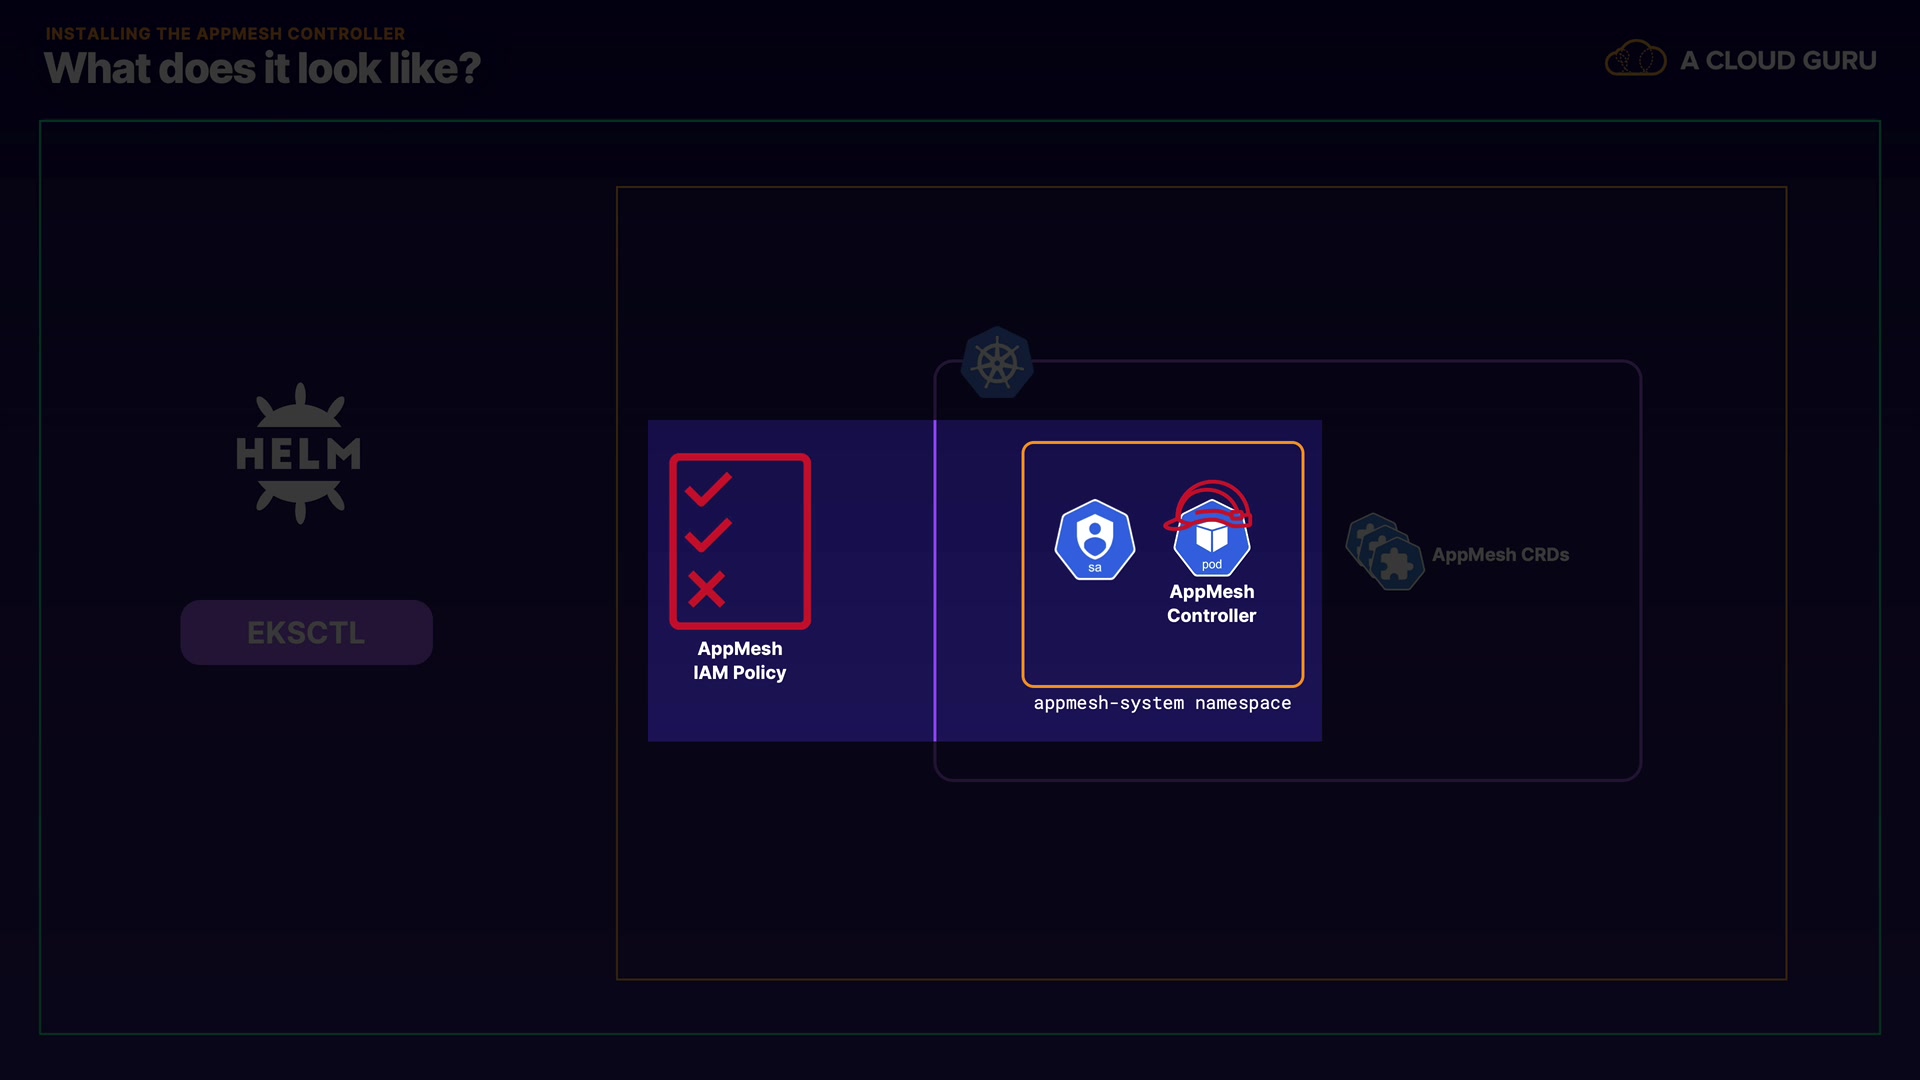 INSTALLING THE APPMESH CONTROLLER
What does it look like?
A CLOUD GURU
HELM
EKSCTL
AppMesh
IAM Policy
sa
pod
AppMesh
Controller
appmesh-system namespace
AppMesh CRDs